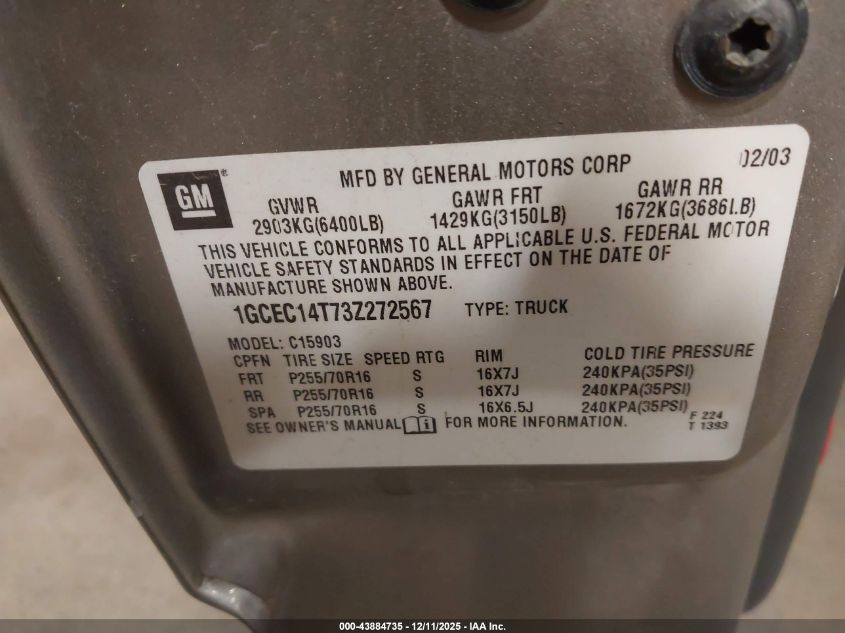 GM®
MFD BY GENERAL MOTORS CORP 02/03
GVWR GAWR FRT GAWR RR
2903KG(6400LB) 1429KG(3150LB) 1672KG(3686LB)
THIS VEHICLE CONFORMS TO ALL APPLICABLE U.S. FEDERAL MOTOR
VEHICLE SAFETY STANDARDS IN EFFECT ON THE DATE OF
MANUFACTURE SHOWN ABOVE.
1GCEC14T73Z272567 TYPE: TRUCK
MODEL: C15903
CPFN TIRE SIZE SPEED RTG RIM COLD TIRE PRESSURE
FRT P255/70R16 S 16X7J 240KPA(35PSI)
RR P255/70R16 S 16X7J 240KPA(35PSI)
SPA P255/70R16 S 16X6.5J 240KPA(35PSI)
SEE OWNER'S MANUAL i FOR MORE INFORMATION.
F 224
T 1393
000-43884735 - 12/11/2025 - IAA Inc.